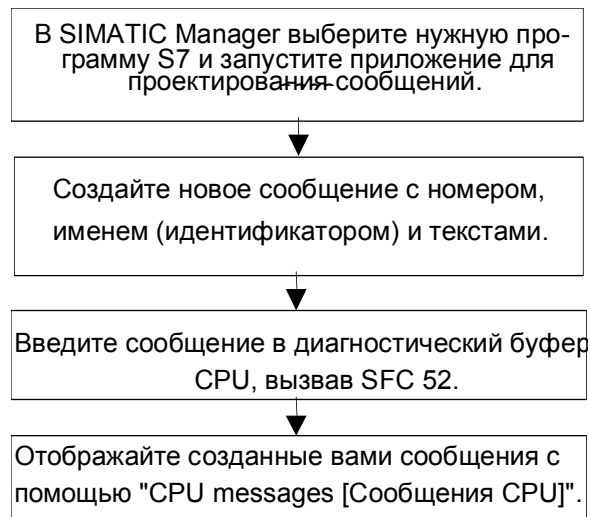 В SIMATIC Manager выберите нужную про-
грамму S7 и запустите приложение для
проектирования сообщений.
Создайте новое сообщение с номером,
именем (идентификатором) и текстами.
Введите сообщение в диагностический буфер
CPU, вызвав SFC 52.
Отображайте созданные вами сообщения с
помощью "CPU messages [Сообщения CPU]".